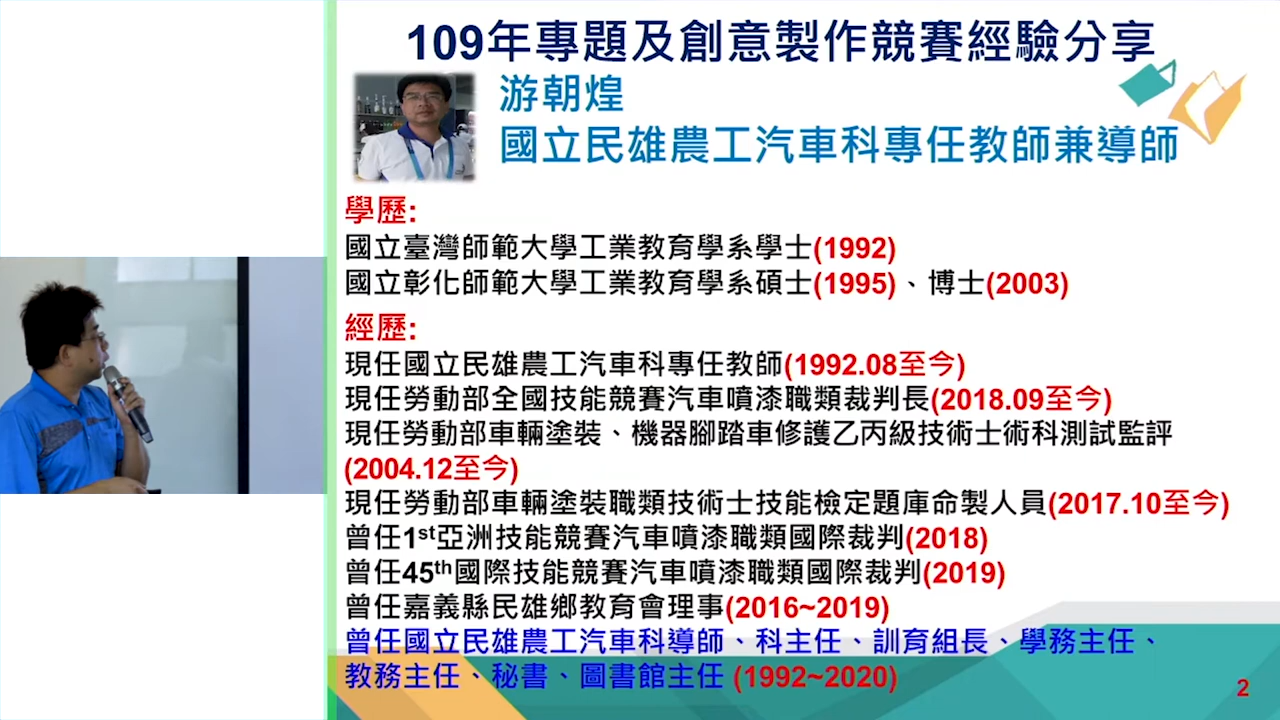 109年專題及創意製作競賽經驗分享
游朝煌
國立民雄農工汽車科專任教師兼導師
學歷:
國立臺灣師範大學工業教育學系學士(1992)
國立彰化師範大學工業教育學系碩士(1995)、博士(2003)
經歷:
現任國立民雄農工汽車科專任教師(1992.08至今)
現任勞動部全國技能競賽汽車噴漆職類裁判長(2018.09至今)
現任勞動部車輛塗裝、機器腳踏車修護乙丙級技術士術科測試監評
(2004.12至今)
現任勞動部車輛塗裝職類技術士技能檢定題庫命製人員(2017.10至今)
曾任1st亞洲技能競賽汽車噴漆職類國際裁判(2018)
曾任45th國際技能競賽汽車噴漆職類國際裁判(2019)
曾任嘉義縣民雄鄉教育會理事(2016~2019)
曾任國立民雄農工汽車科導師、科主任、訓育組長、學務主任、
教務主任、秘書、圖書館主任 (1992~2020)
2